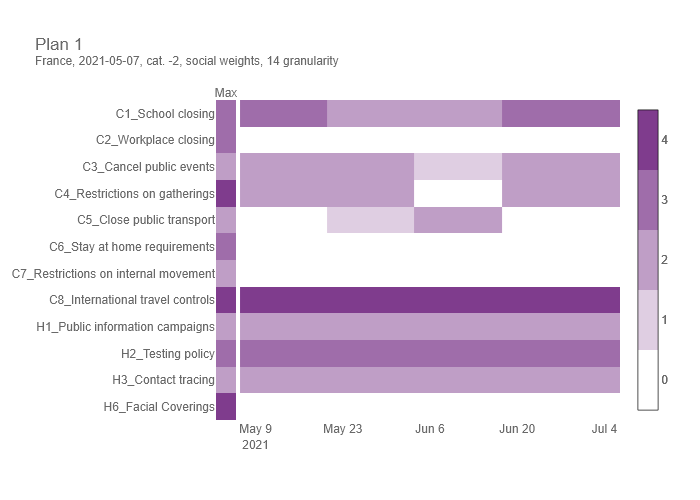 Plan 1
France, 2021-05-07, cat. -2, social weights, 14 granularity
Max
C1_School closing
C2_Workplace closing
C3_Cancel public events
C4_Restrictions on gatherings
C5_Close public transport
C6_Stay at home requirements
C7_Restrictions on internal movement
C8_International travel controls
H1_Public information campaigns
H2_Testing policy
H3_Contact tracing
H6_Facial Coverings
May 9 May 23 Jun 6 Jun 20 Jul 4
2021
4
3
2
1
0